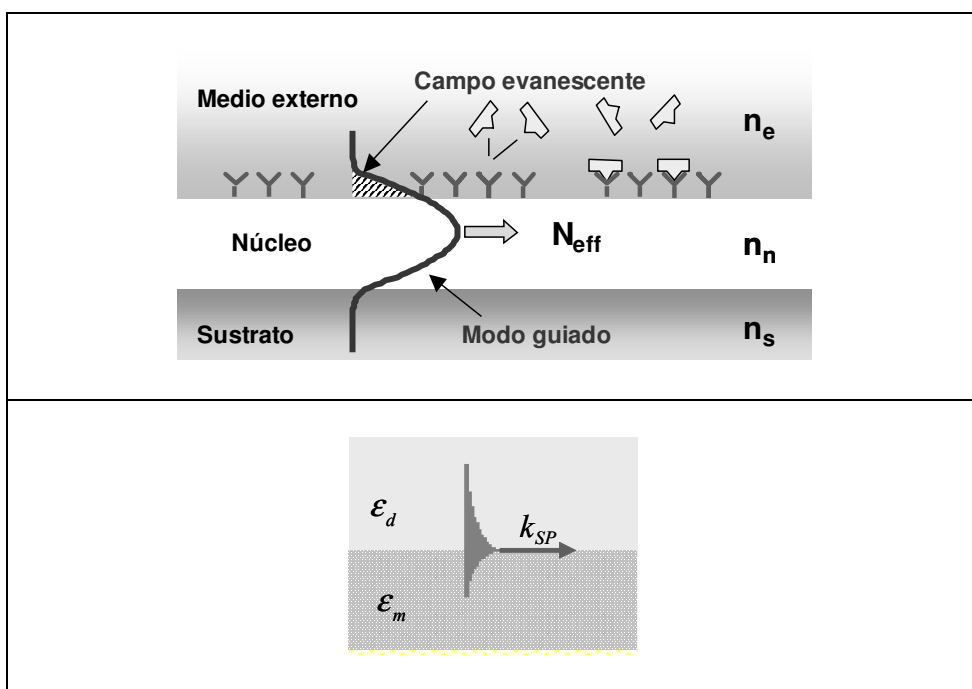 Campo evanescente
Medio externo
n_e
Núcleo
N_eff
n_n
Sustrato
Modo guiado
n_s
ε_d
k_SP
ε_m